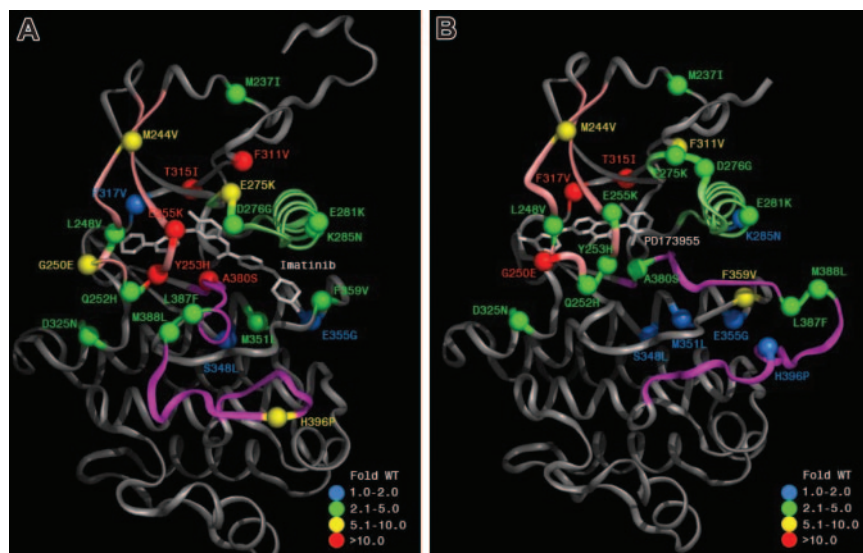 A
M237I
M244V
F311V
T315I
F317V
E275K
L248V
E255K
D276G
E281K
K285N
Imatinib
G250E
Y253H
A380S
Q252H
L387F
F359V
D325N
M388L
M351L
E355G
S348L
H396P
Fold WT
1.0-2.0
2.1-5.0
5.1-10.0
>10.0
B
M237I
M244V
F311V
T315I
D276G
F317V
E275K
L248V
E255K
E281K
K285N
PD173955
Y253H
G250E
A380S
F359V
M388L
Q252H
D325N
L387F
M351L
E355G
S348L
H396P
Fold WT
1.0-2.0
2.1-5.0
5.1-10.0
>10.0